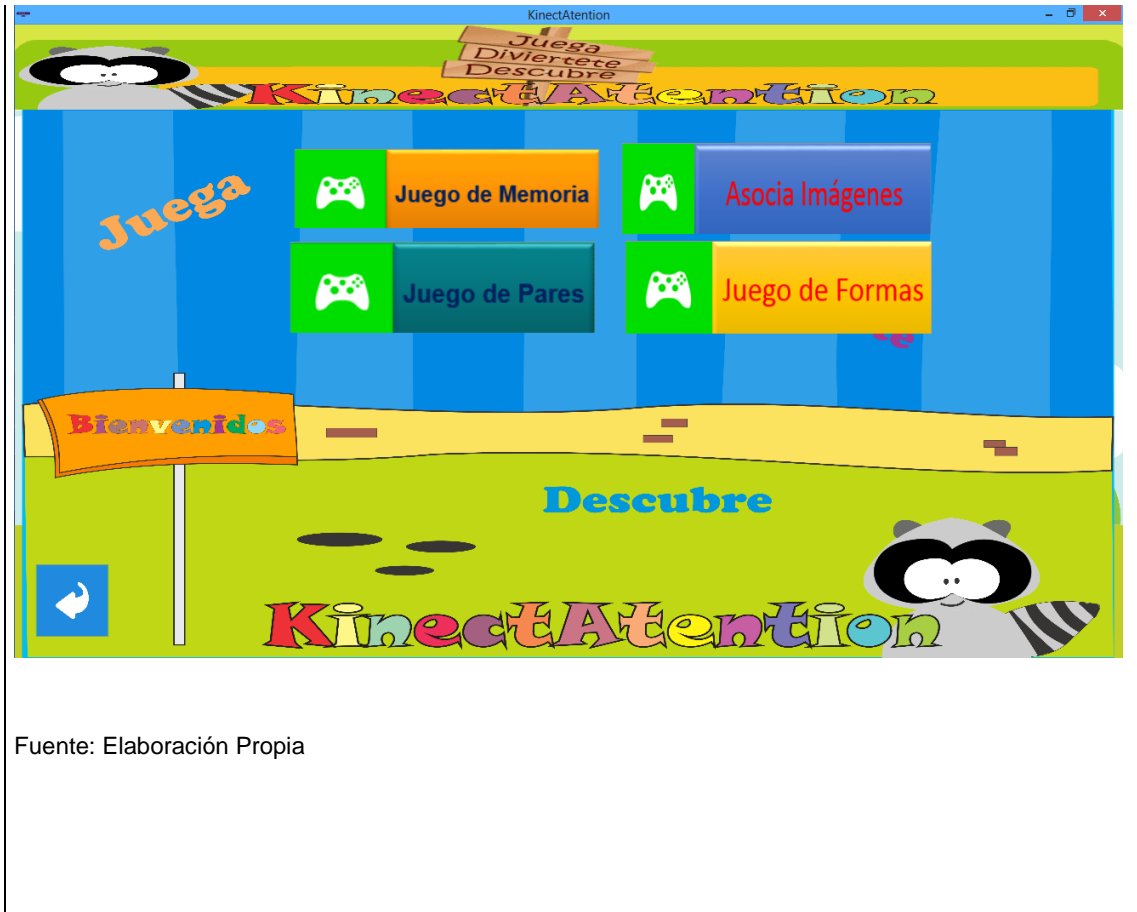 KinectAtention
Juega
Diviertete
Descubre
KinectAtention
Juega
Juego de Memoria
Asocia Imágenes
Juego de Pares
Juego de Formas
Bienvenidos
Descubre
KinectAtention
Fuente: Elaboración Propia